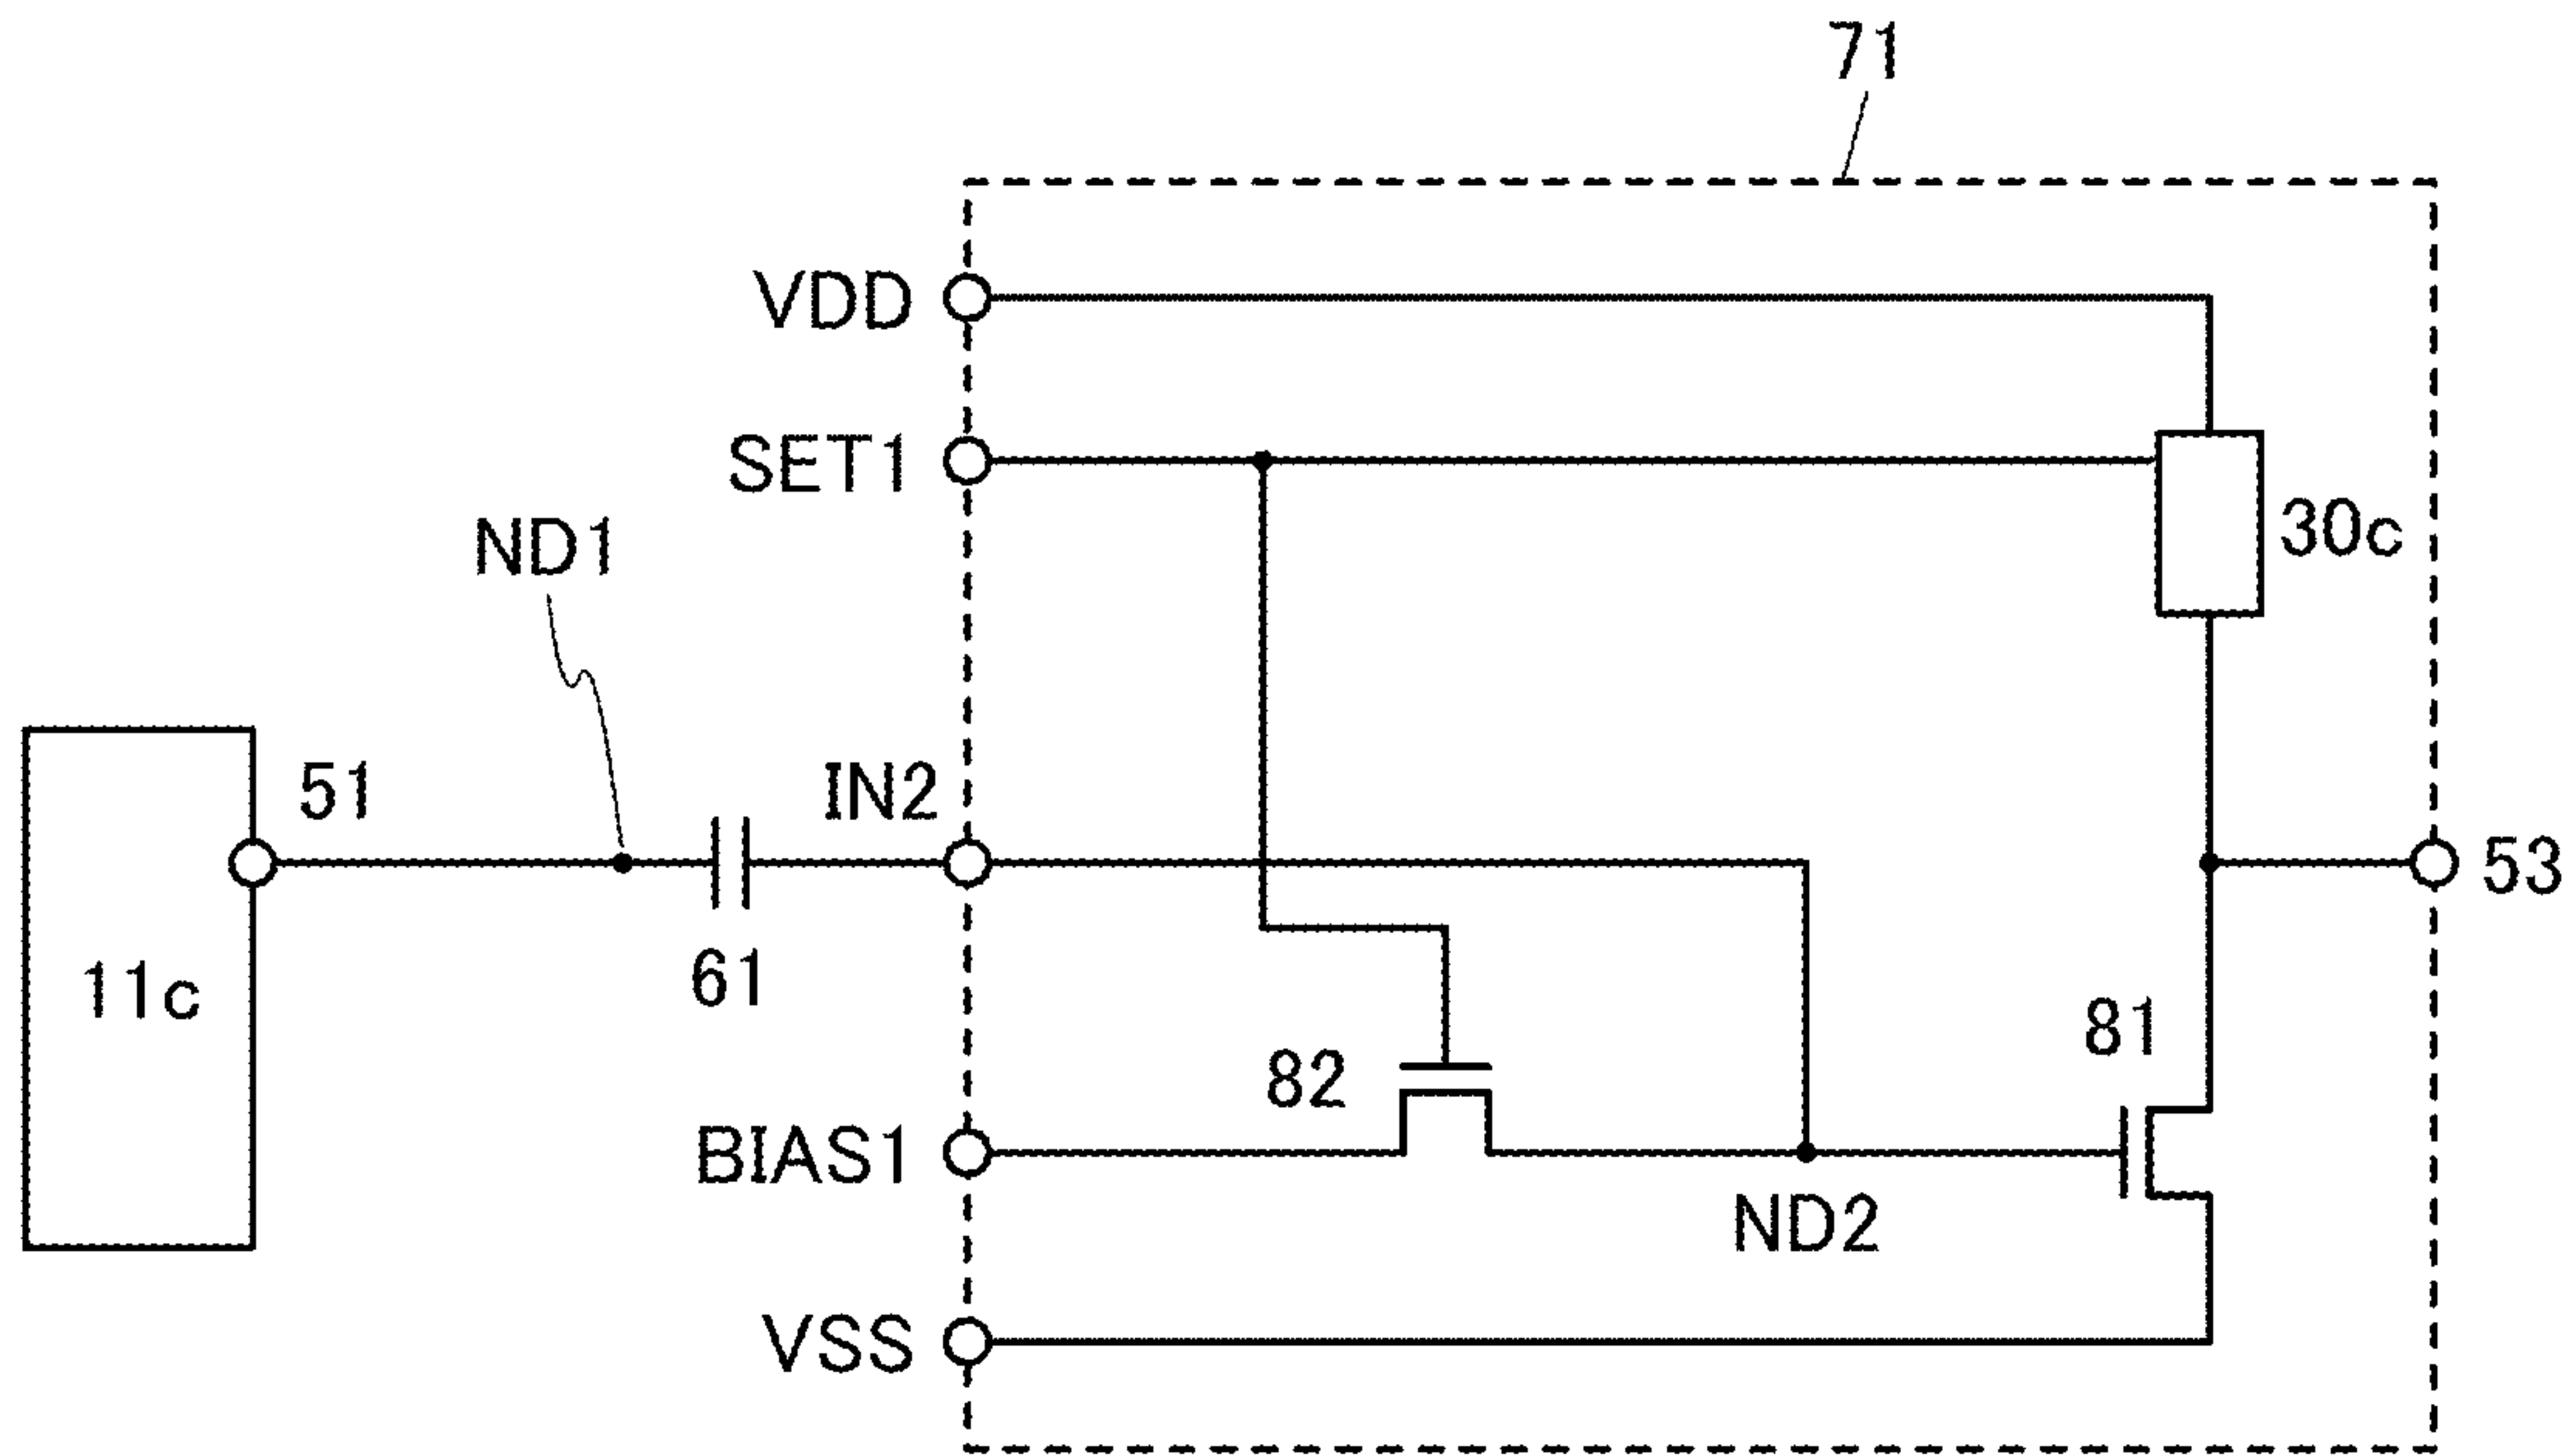 71
VDD
SET1
30c
ND1
51
IN2
53
11c
61
81
82
BIAS1
ND2
VSS